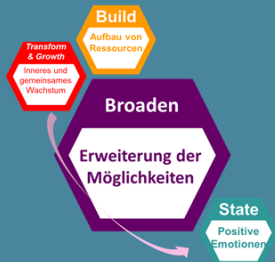 Build
Aufbau von
Ressourcen
Transform
& Growth
Inneres und
gemeinsames
Wachstum
Broaden
Erweiterung der
Möglichkeiten
State
Positive
Emotionen